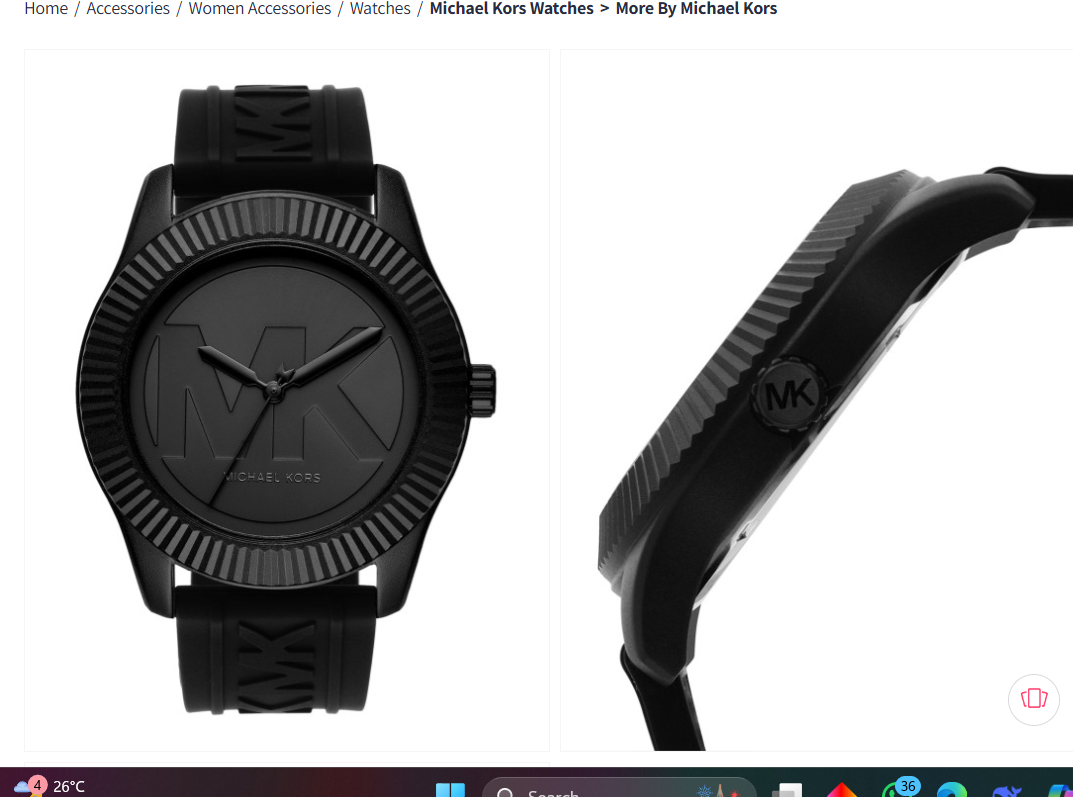 Home / Accessories / Women Accessories / Watches / Michael Kors Watches > More By Michael Kors
MK
MK
MICHAEL KORS
MK
MK
4
26°C
Search
36